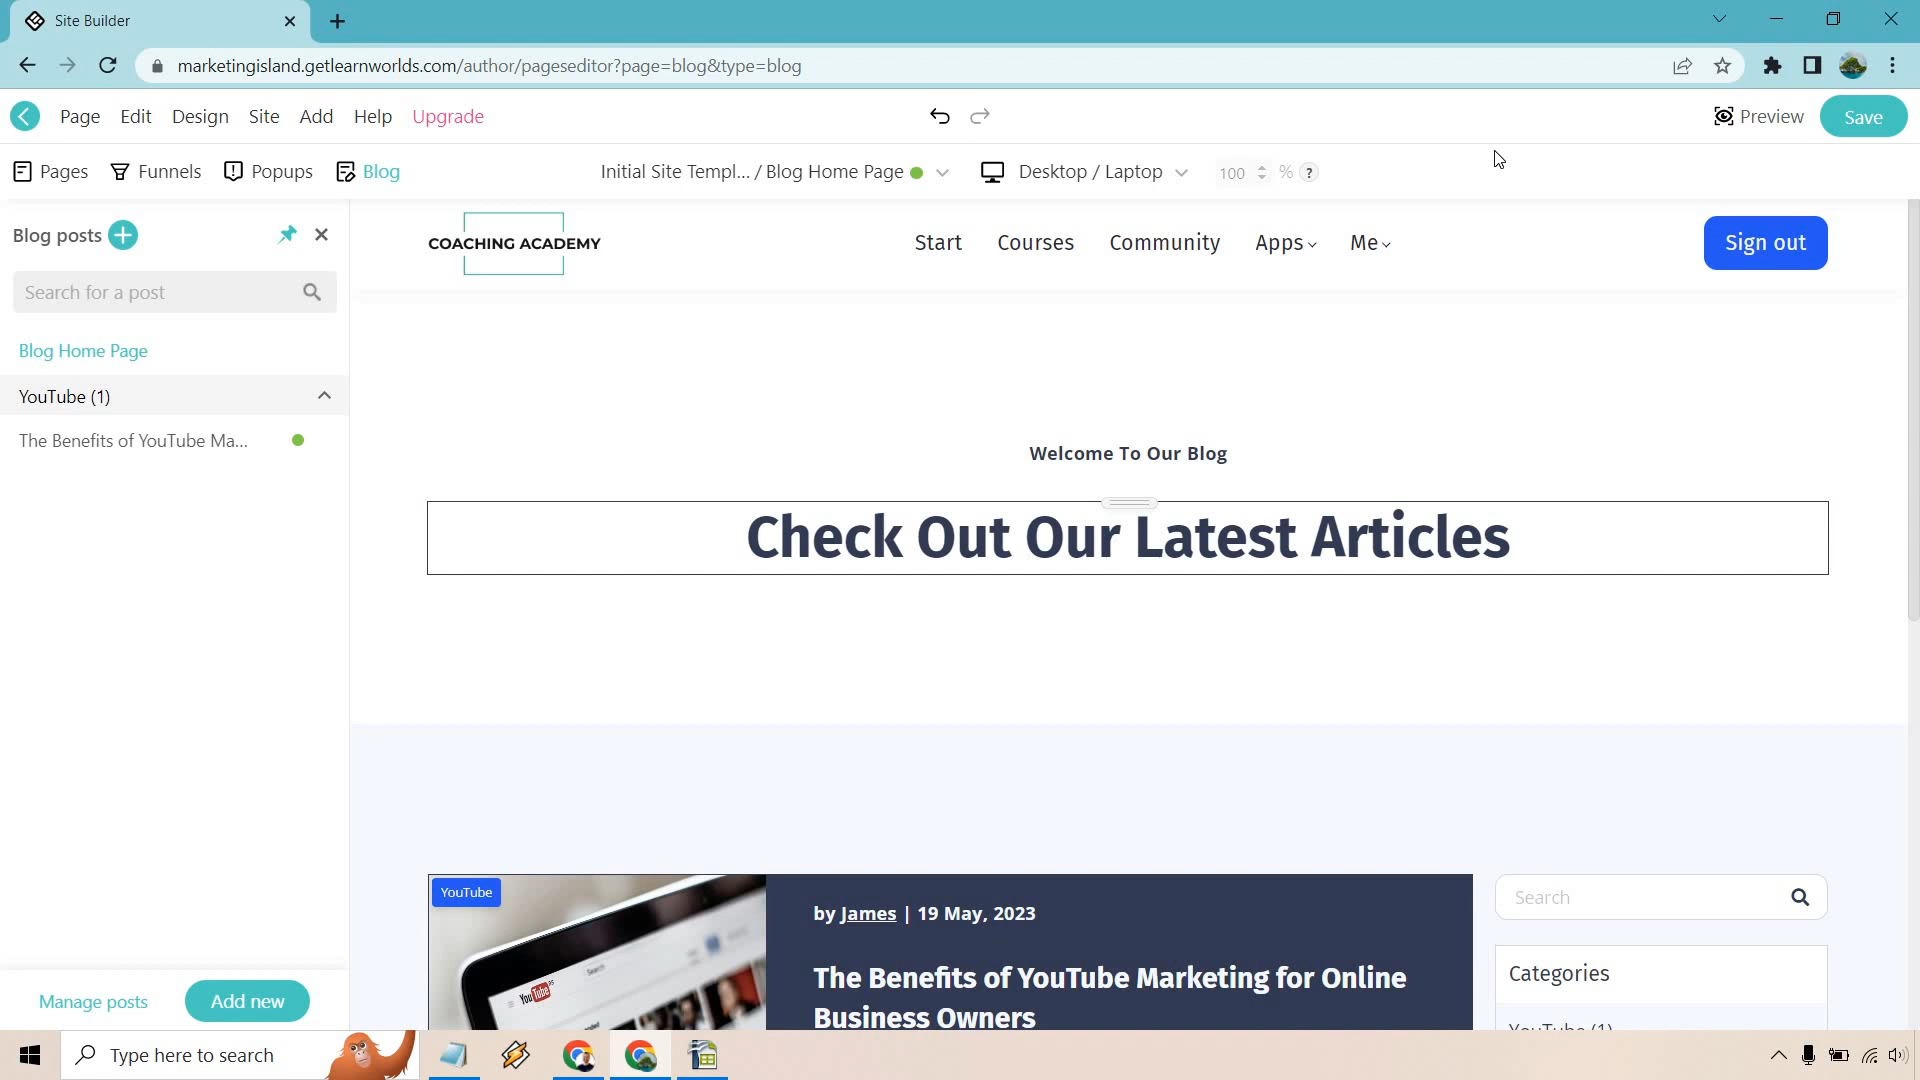 Site Builder
marketingisland.getlearnworlds.com/author/pageseditor?page=blog&type=blog
Page Edit Design Site Add Help Upgrade Preview Save
Pages Funnels Popups Blog Initial Site Templ... / Blog Home Page Desktop / Laptop 100 % ?
Blog posts
Search for a post
Blog Home Page
YouTube (1)
The Benefits of YouTube Ma...
Manage posts Add new
COACHING ACADEMY Start Courses Community Apps Me Sign out
Welcome To Our Blog
Check Out Our Latest Articles
YouTube
Search
YouTube
by James | 19 May, 2023
The Benefits of YouTube Marketing for Online
Business Owners
Search
Categories
YouTube (1)
Type here to search